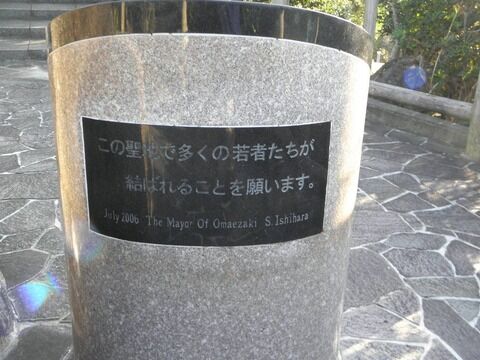 この聖地で多くの若者たちが
結ばれることを願います。
July 2006 The Mayor Of Omaezaki S. Ishihara